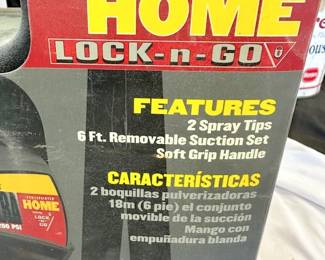 HOME
LOCK-n-GO
FEATURES
2 Spray Tips
6 Ft. Removable Suction Set
Soft Grip Handle
CARACTERÍSTICAS
2 boquillas pulverizadoras
18m (6 pie) el conjunto
movible de la succión
Mango con
empuñadura blanda
HOME
LOCK
GO
PSI